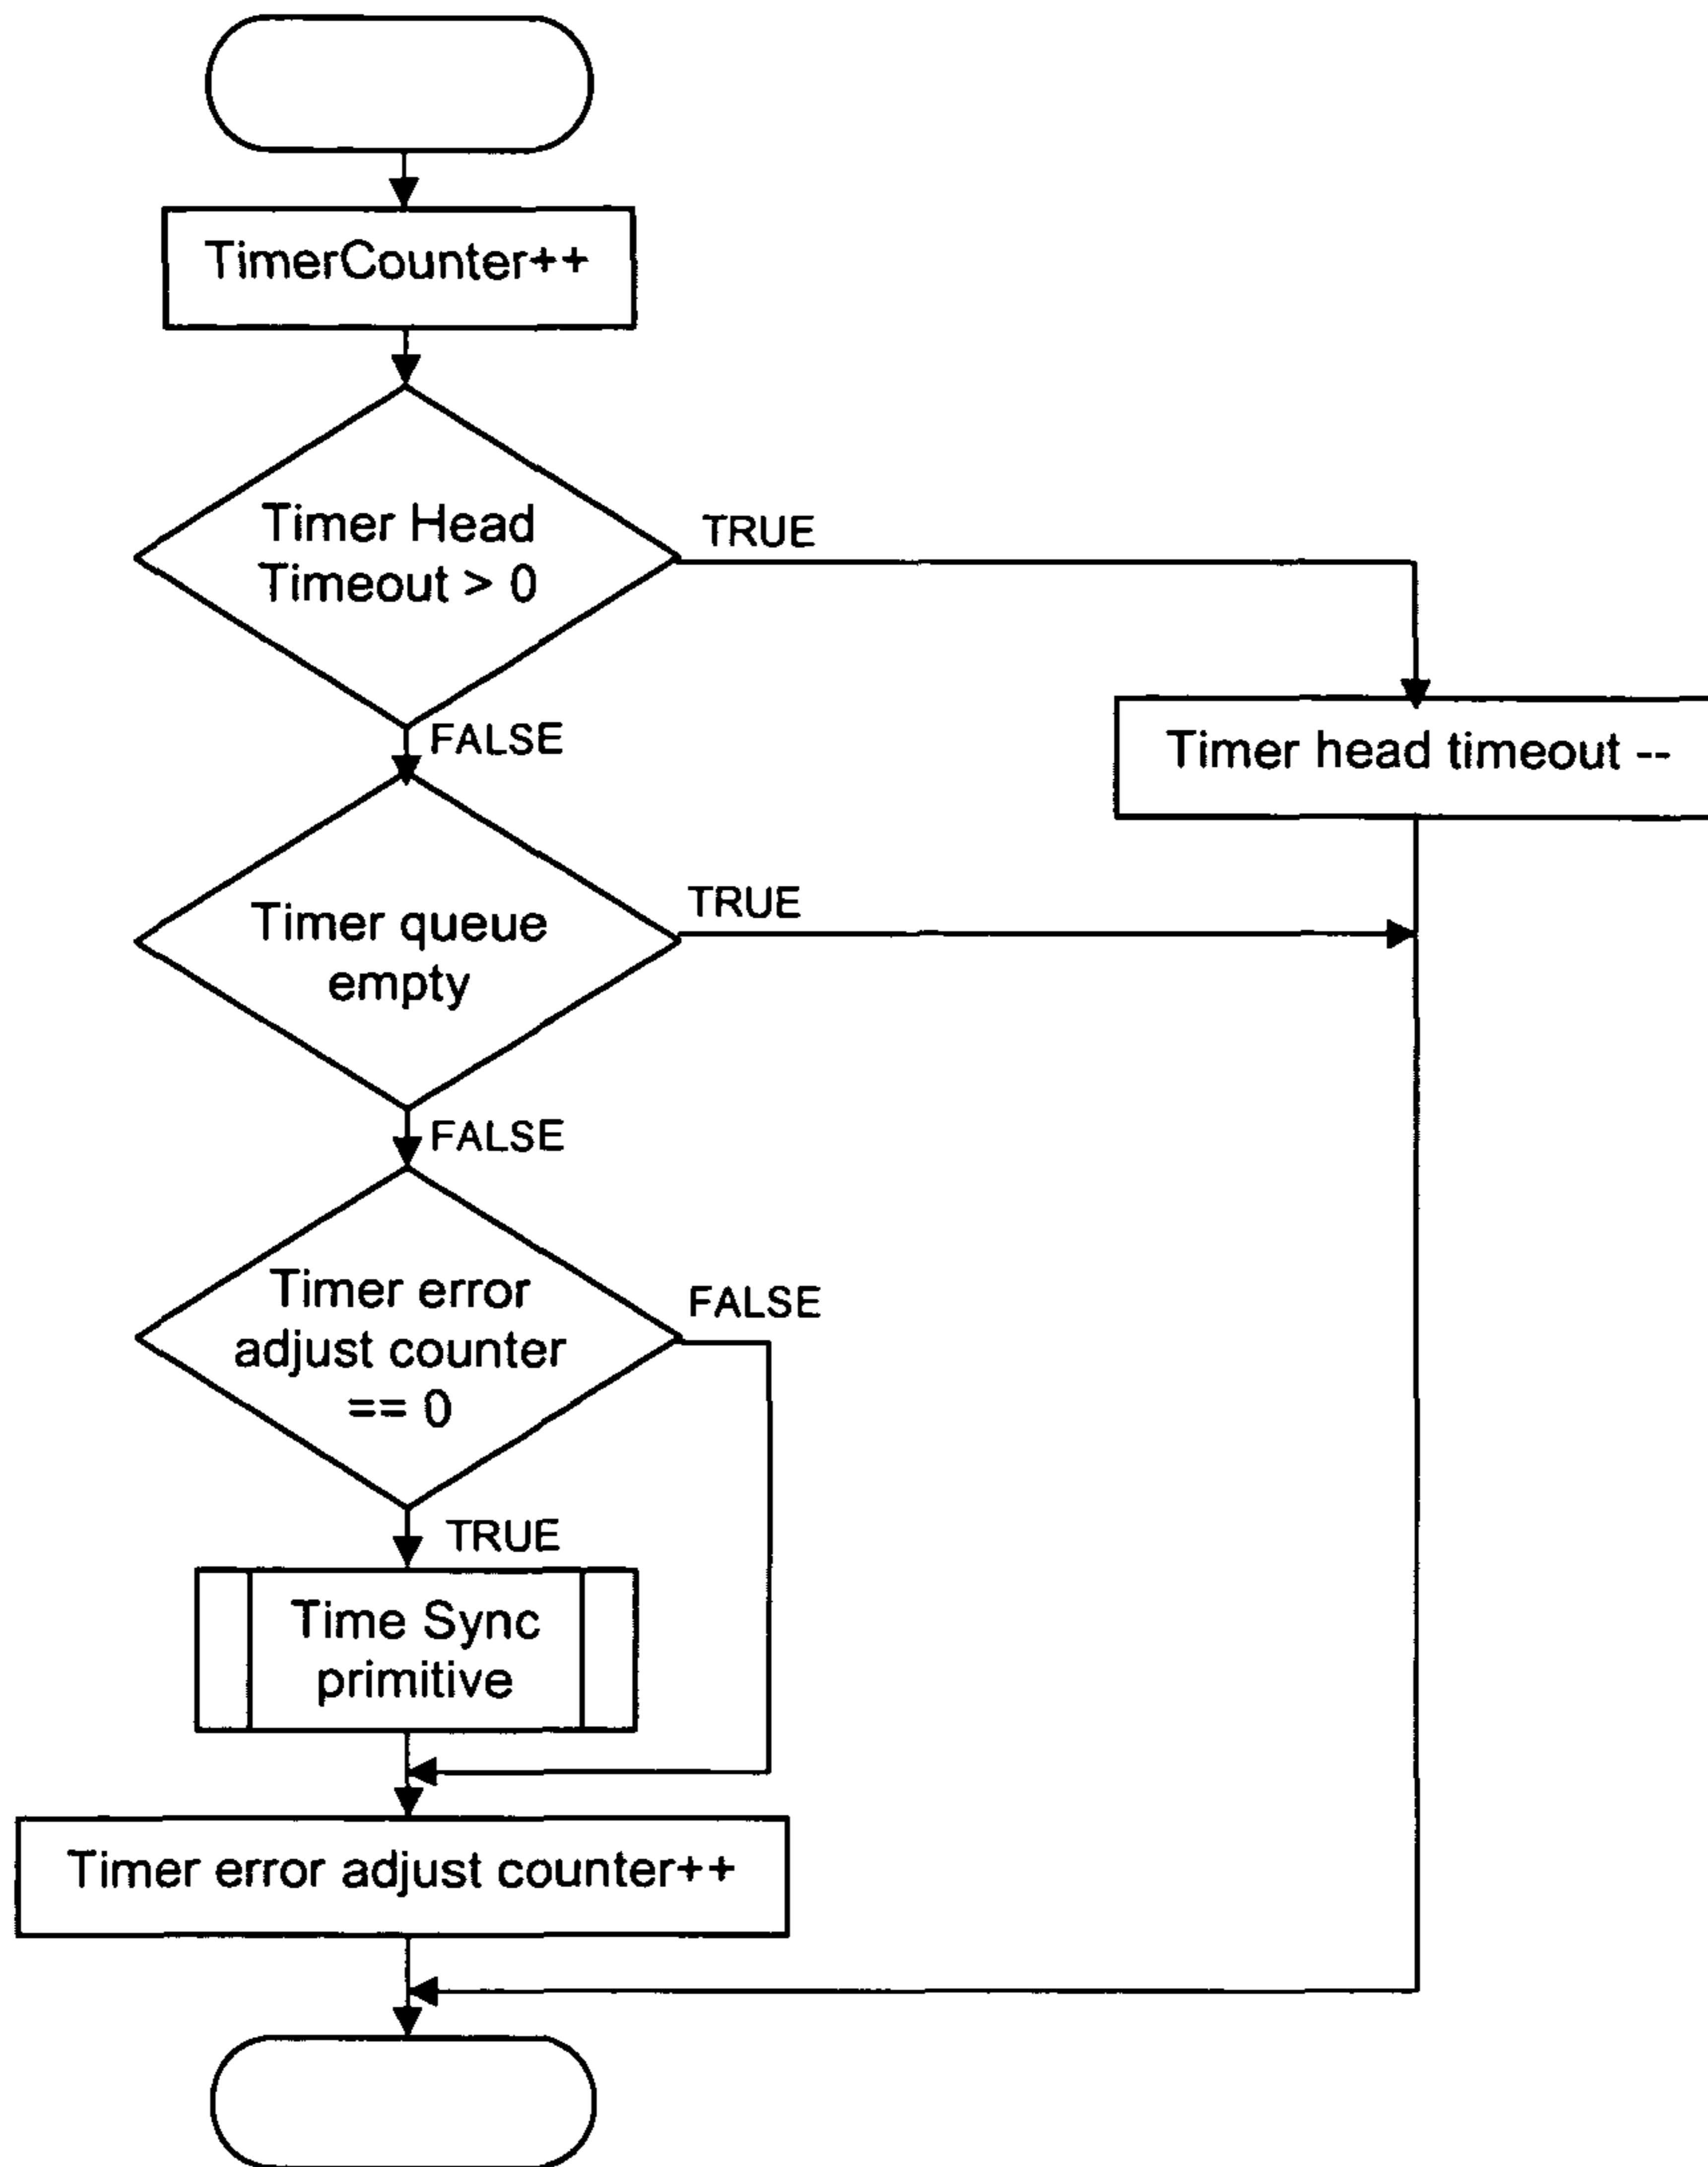 TimerCounter++
Timer Head
Timeout > 0
TRUE
FALSE
Timer head timeout --
Timer queue
empty
TRUE
FALSE
Timer error
adjust counter
== 0
FALSE
TRUE
Time Sync
primitive
Timer error adjust counter++